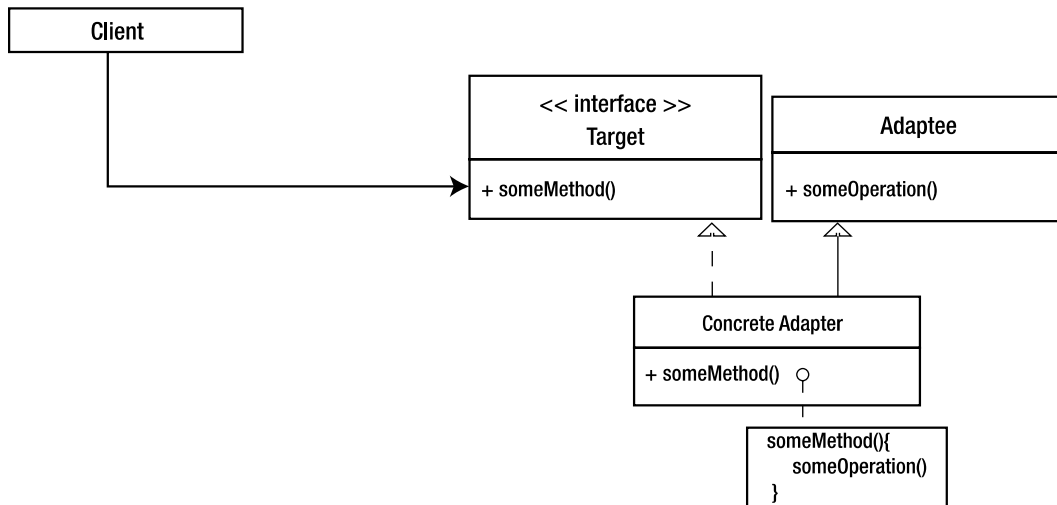 Client
<< interface >>
Target
+ someMethod()
Adaptee
+ someOperation()
Concrete Adapter
+ someMethod()
someMethod(){
someOperation()
}